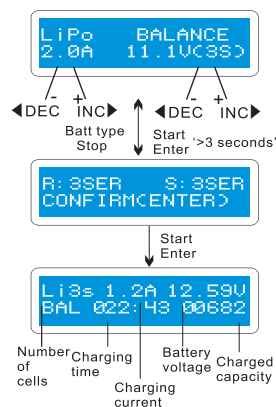 LiPo BALANCE
2.0A 11.1V(3S)
- +
◀DEC INC▶
- +
◀DEC INC▶
Batt type
Stop
Start
Enter '>3 seconds'
R:3SER S:3SER
CONFIRM(ENTER)
Start
Enter
Li3s 1.2A 12.59V
BAL 022:43 00682
Number
of
cells
Charging
time
Charging
current
Battery
voltage
Charged
capacity